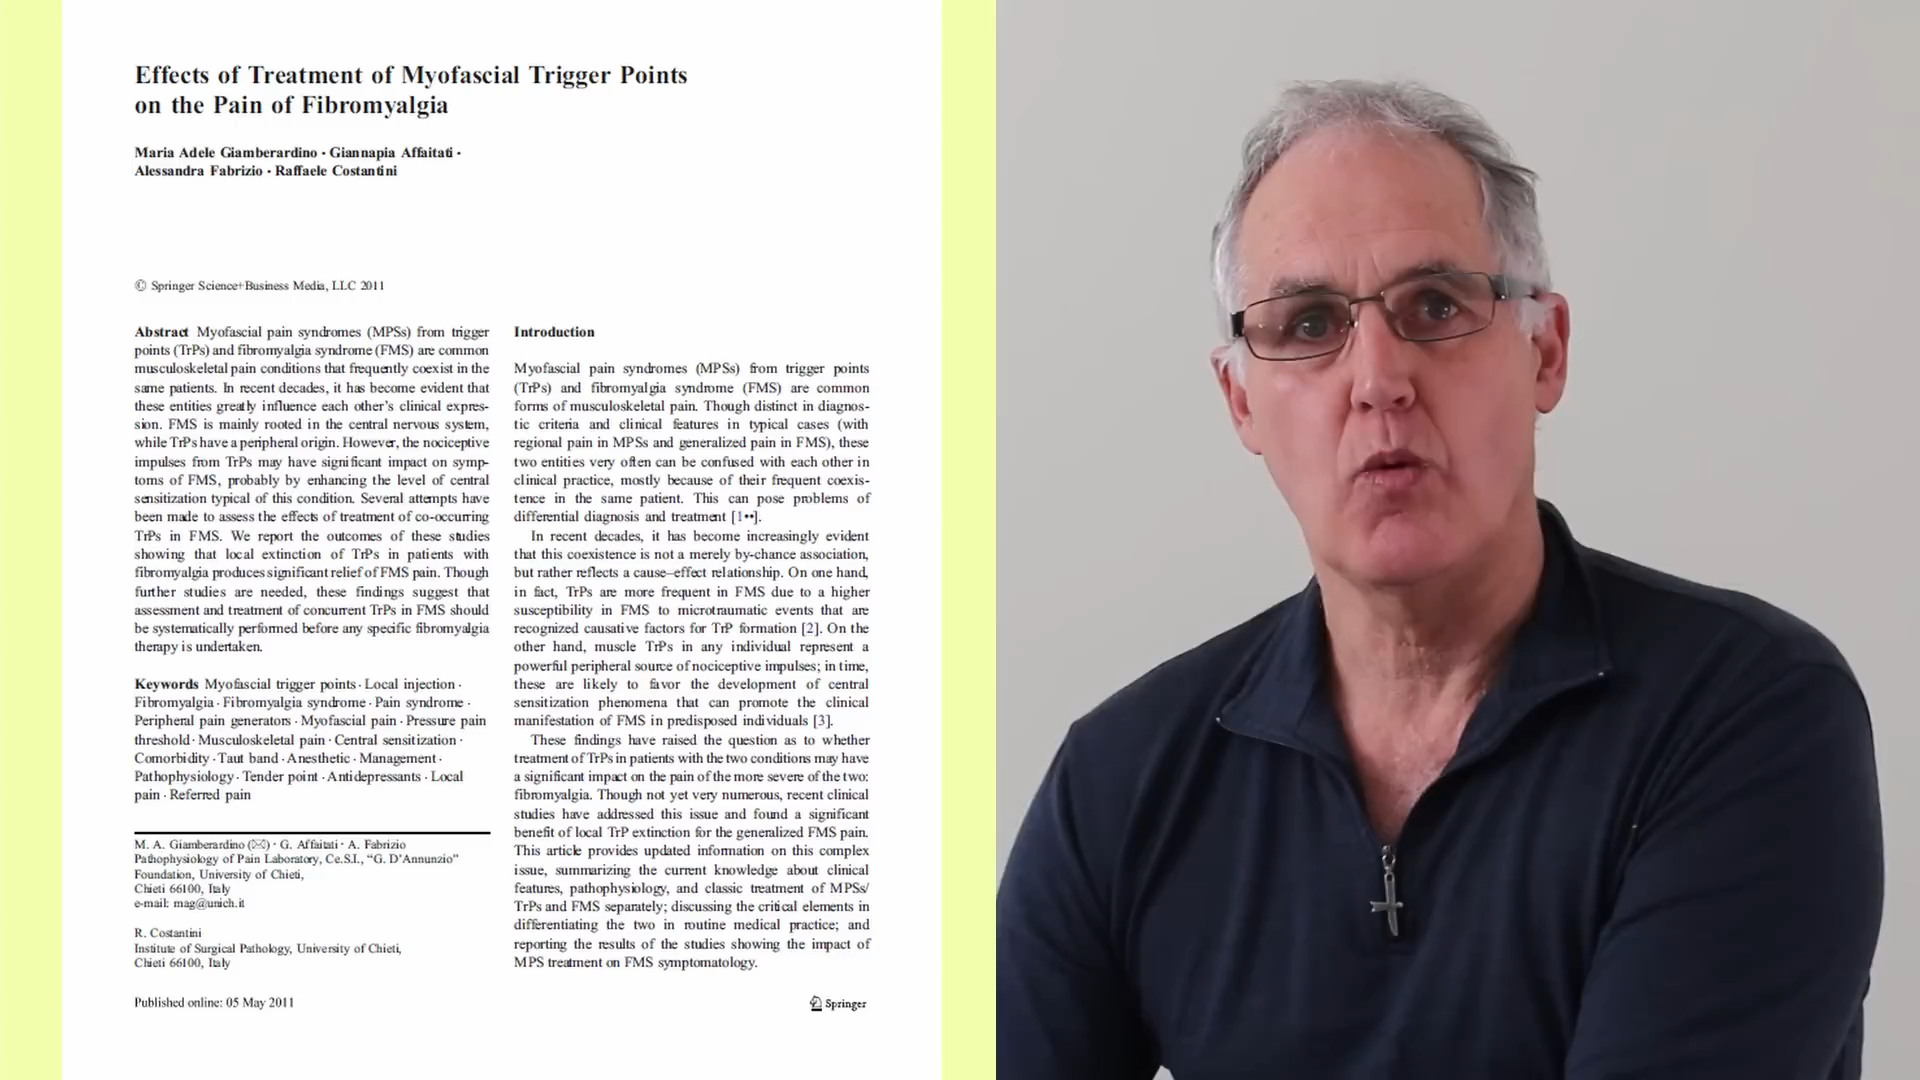 Effects of Treatment of Myofascial Trigger Points
on the Pain of Fibromyalgia
Maria Adele Giamberardino · Giannapia Affaitati ·
Alessandra Fabrizio · Raffaele Costantini
© Springer Science+Business Media, LLC 2011
Abstract Myofascial pain syndromes (MPSs) from trigger
points (TrPs) and fibromyalgia syndrome (FMS) are common
musculoskeletal pain conditions that frequently coexist in the
same patients. In recent decades, it has become evident that
these entities greatly influence each other's clinical expres-
sion. FMS is mainly rooted in the central nervous system,
while TrPs have a peripheral origin. However, the nociceptive
impulses from TrPs may have significant impact on symp-
toms of FMS, probably by enhancing the level of central
sensitization typical of this condition. Several attempts have
been made to assess the effects of treatment of co-occurring
TrPs in FMS. We report the outcomes of these studies
showing that local extinction of TrPs in patients with
fibromyalgia produces significant relief of FMS pain. Though
further studies are needed, these findings suggest that
assessment and treatment of concurrent TrPs in FMS should
be systematically performed before any specific fibromyalgia
therapy is undertaken.
Keywords Myofascial trigger points · Local injection ·
Fibromyalgia · Fibromyalgia syndrome · Pain syndrome ·
Peripheral pain generators · Myofascial pain · Pressure pain
threshold · Musculoskeletal pain · Central sensitization ·
Comorbidity · Taut band · Anesthetic · Management ·
Pathophysiology · Tender point · Antidepressants · Local
pain · Referred pain
M. A. Giamberardino (✉) · G. Affaitati · A. Fabrizio
Pathophysiology of Pain Laboratory, Ce.S.I., "G. D'Annunzio"
Foundation, University of Chieti,
Chieti 66100, Italy
e-mail: mag@unich.it
R. Costantini
Institute of Surgical Pathology, University of Chieti,
Chieti 66100, Italy
Published online: 05 May 2011
Introduction
Myofascial pain syndromes (MPSs) from trigger points
(TrPs) and fibromyalgia syndrome (FMS) are common
forms of musculoskeletal pain. Though distinct in diagnos-
tic criteria and clinical features in typical cases (with
regional pain in MPSs and generalized pain in FMS), these
two entities very often can be confused with each other in
clinical practice, mostly because of their frequent coexis-
tence in the same patient. This can pose problems of
differential diagnosis and treatment [1••].
In recent decades, it has become increasingly evident
that this coexistence is not a merely by-chance association,
but rather reflects a cause–effect relationship. On one hand,
in fact, TrPs are more frequent in FMS due to a higher
susceptibility in FMS to microtraumatic events that are
recognized causative factors for TrP formation [2]. On the
other hand, muscle TrPs in any individual represent a
powerful peripheral source of nociceptive impulses; in time,
these are likely to favor the development of central
sensitization phenomena that can promote the clinical
manifestation of FMS in predisposed individuals [3].
These findings have raised the question as to whether
treatment of TrPs in patients with the two conditions may have
a significant impact on the pain of the more severe of the two:
fibromyalgia. Though not yet very numerous, recent clinical
studies have addressed this issue and found a significant
benefit of local TrP extinction for the generalized FMS pain.
This article provides updated information on this complex
issue, summarizing the current knowledge about clinical
features, pathophysiology, and classic treatment of MPSs/
TrPs and FMS separately; discussing the critical elements in
differentiating the two in routine medical practice; and
reporting the results of the studies showing the impact of
MPS treatment on FMS symptomatology.
Springer